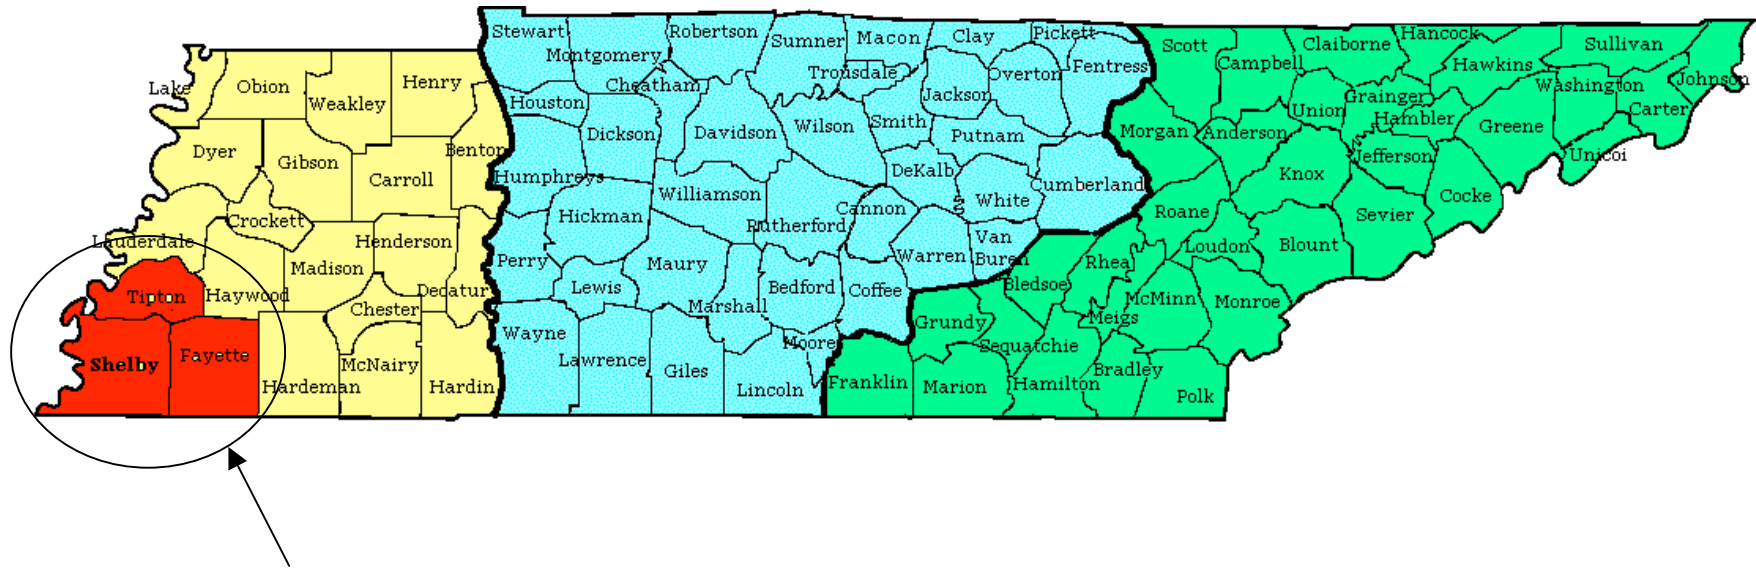 Lake
Obion
Weakley
Henry
Dyer
Gibson
Carroll
Benton
Crockett
Lauderdale
Henderson
Madison
Haywood
Decatur
Chester
Tipton
Shelby
Fayette
Hardeman
McNairy
Hardin
Stewart
Montgomery
Robertson
Sumner
Macon
Clay
Pickett
Trousdale
Cheatham
Houston
Overton
Fentress
Jackson
Dickson
Davidson
Wilson
Smith
Putnam
Humphreys
DeKalb
White
Cumberland
Williamson
Hickman
Cannon
Rutherford
Van
Buren
Warren
Perry
Maury
Lewis
Bedford
Coffee
Marshall
Wayne
Lawrence
Giles
Moore
Lincoln
Scott
Campbell
Claiborne
Hancock
Hawkins
Sullivan
Johnson
Washington
Carter
Union
Grainger
Hambler
Greene
Morgan
Anderson
Jefferson
Unicoi
Knox
Cocke
Sevier
Roane
Loudon
Blount
Rhea
Bledsoe
McMinn
Monroe
Meigs
Grundy
Sequatchie
Franklin
Marion
Hamilton
Bradley
Polk